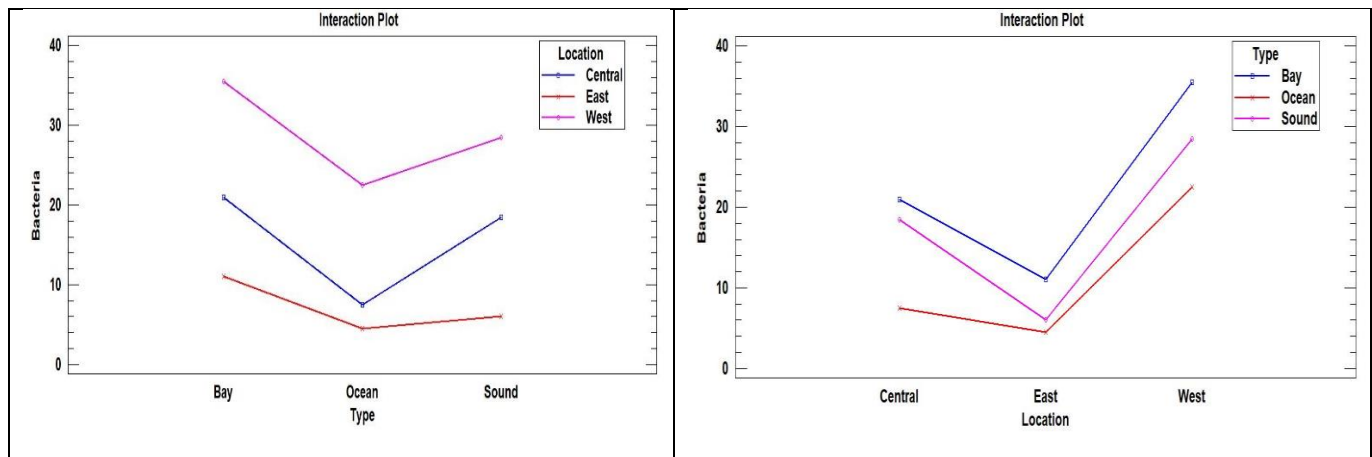 Interaction Plot
40
30
20
10
0
Bacteria
Location
Central
East
West
Bay Ocean Sound
Type
Interaction Plot
40
30
20
10
0
Bacteria
Type
Bay
Ocean
Sound
Central East West
Location